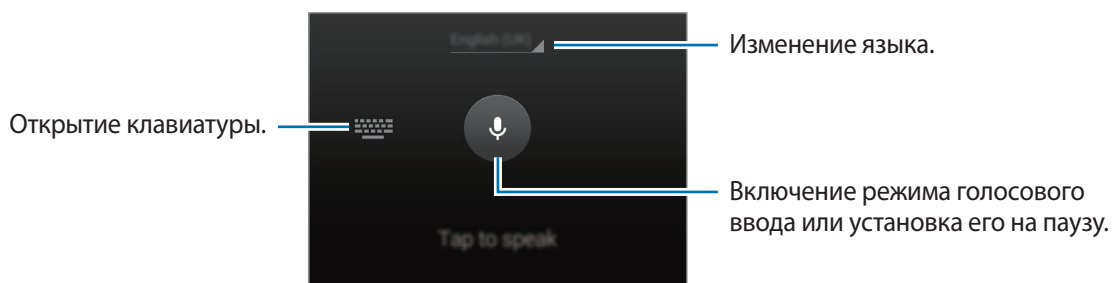 English (UK)
Изменение языка.
Открытие клавиатуры.
Включение режима голосового
ввода или установка его на паузу.
Tap to speak